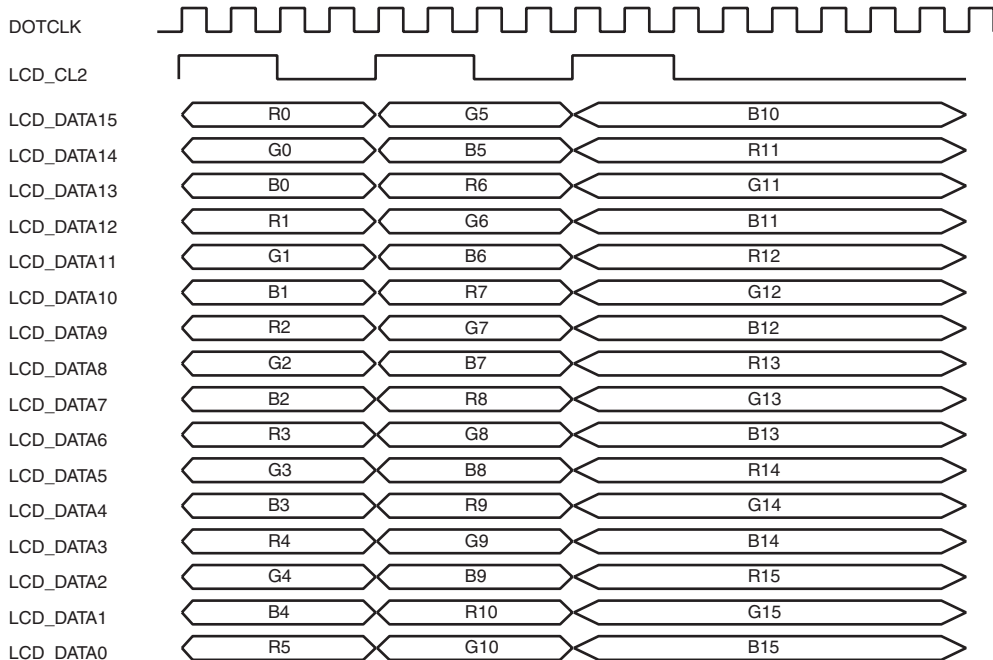 DOTCLK
LCD_CL2
LCD_DATA15 R0 G5 B10
LCD_DATA14 G0 B5 R11
LCD_DATA13 B0 R6 G11
LCD_DATA12 R1 G6 B11
LCD_DATA11 G1 B6 R12
LCD_DATA10 B1 R7 G12
LCD_DATA9 R2 G7 B12
LCD_DATA8 G2 B7 R13
LCD_DATA7 B2 R8 G13
LCD_DATA6 R3 G8 B13
LCD_DATA5 G3 B8 R14
LCD_DATA4 B3 R9 G14
LCD_DATA3 R4 G9 B14
LCD_DATA2 G4 B9 R15
LCD_DATA1 B4 R10 G15
LCD_DATA0 R5 G10 B15